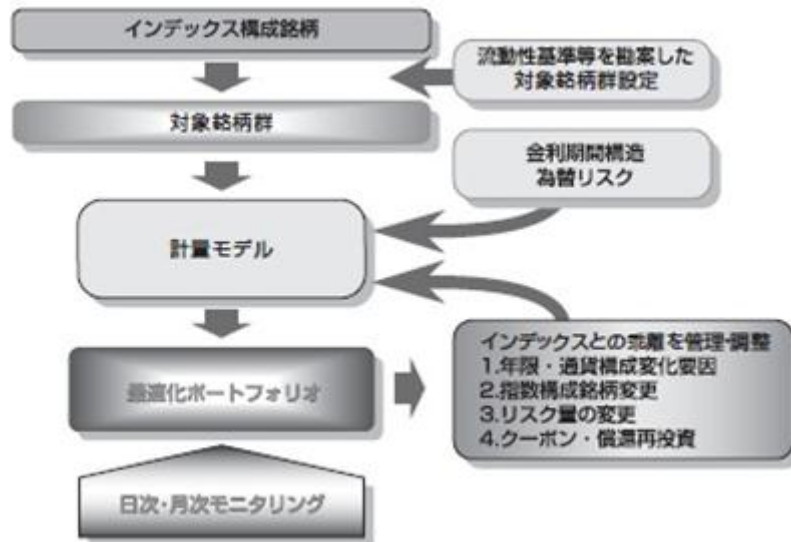 インデックス構成銘柄
流動性基準等を勘案した
対象銘柄群設定
対象銘柄群
金利期間構造
為替リスク
計量モデル
インデックスとの乖離を管理・調整
1.年限・通貨構成変化要因
2.指数構成銘柄変更
3.リスク量の変更
4.クーポン・償還再投資
最適化ポートフォリオ
日次・月次モニタリング